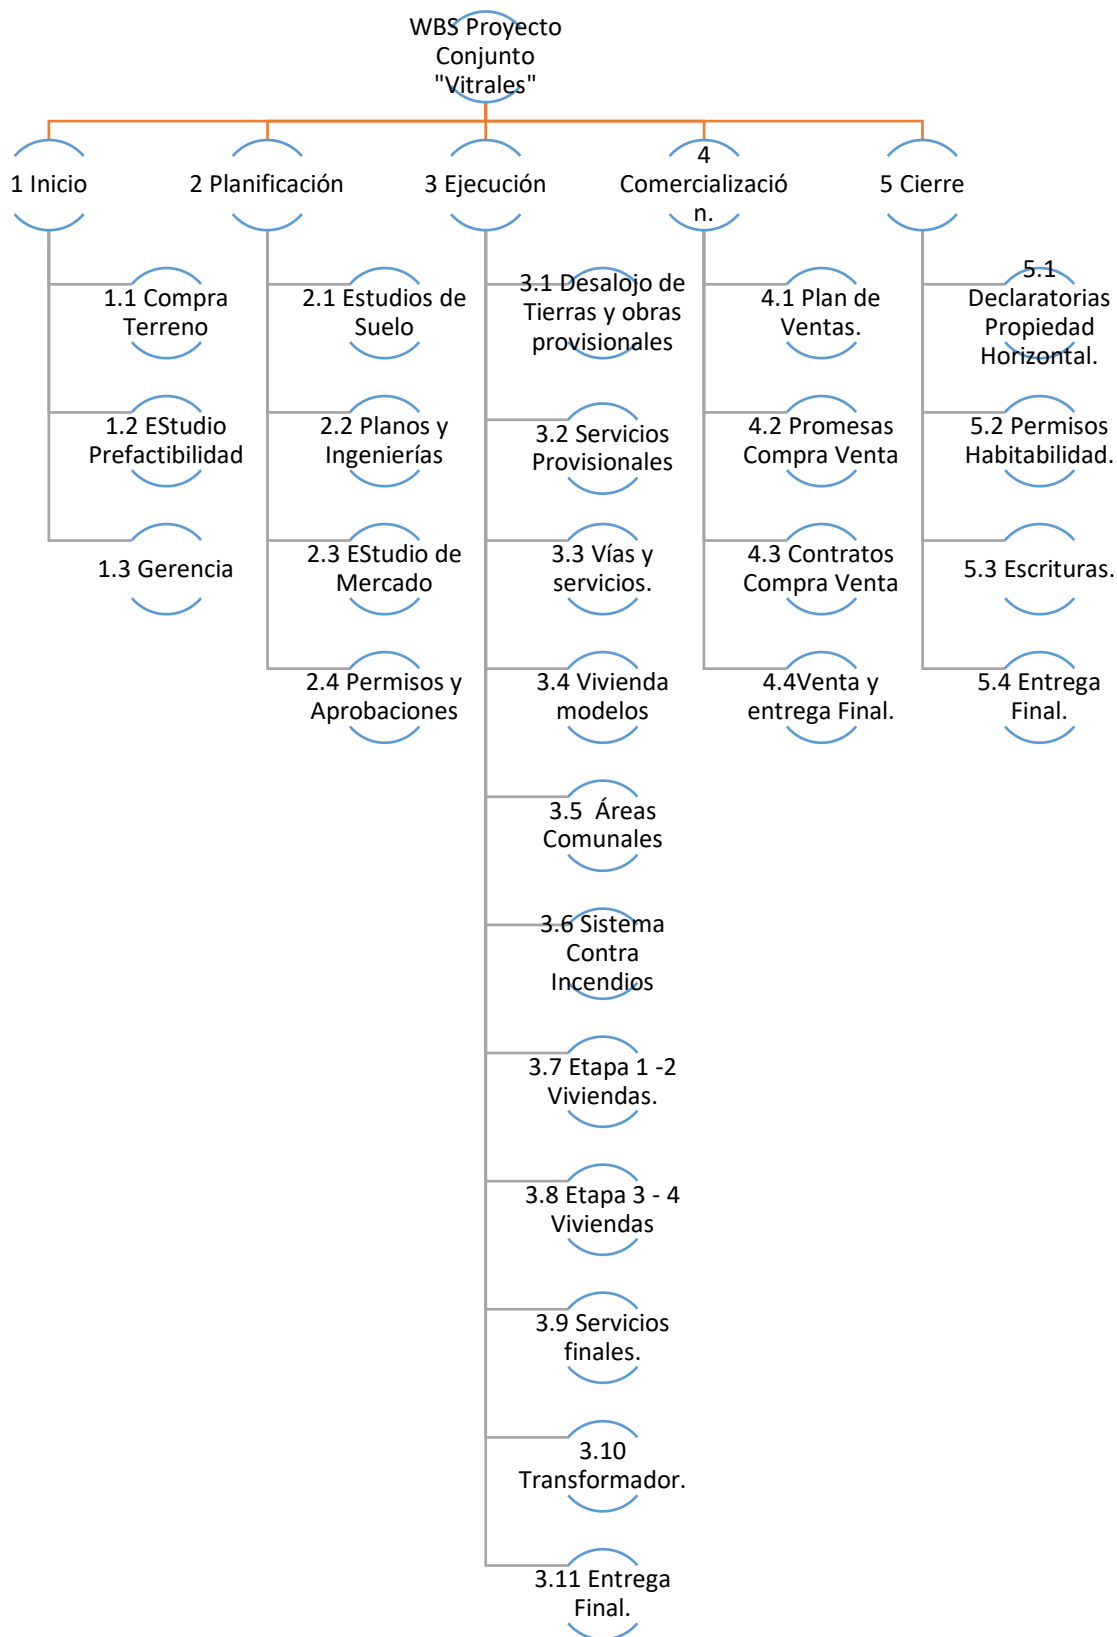 WBS Proyecto
Conjunto
"Vitrales"
1 Inicio
1.1 Compra
Terreno
1.2 EStudio
Prefactibilidad
1.3 Gerencia
2 Planificación
2.1 Estudios de
Suelo
2.2 Planos y
Ingenierías
2.3 EStudio de
Mercado
2.4 Permisos y
Aprobaciones
3 Ejecución
3.1 Desalojo de
Tierras y obras
provisionales
3.2 Servicios
Provisionales
3.3 Vías y
servicios.
3.4 Vivienda
modelos
3.5 Áreas
Comunales
3.6 Sistema
Contra
Incendios
3.7 Etapa 1 -2
Viviendas.
3.8 Etapa 3 - 4
Viviendas
3.9 Servicios
finales.
3.10
Transformador.
3.11 Entrega
Final.
4
Comercializació
n.
4.1 Plan de
Ventas.
4.2 Promesas
Compra Venta
4.3 Contratos
Compra Venta
4.4Venta y
entrega Final.
5 Cierre
5.1
Declaratorias
Propiedad
Horizontal.
5.2 Permisos
Habitabilidad.
5.3 Escrituras.
5.4 Entrega
Final.